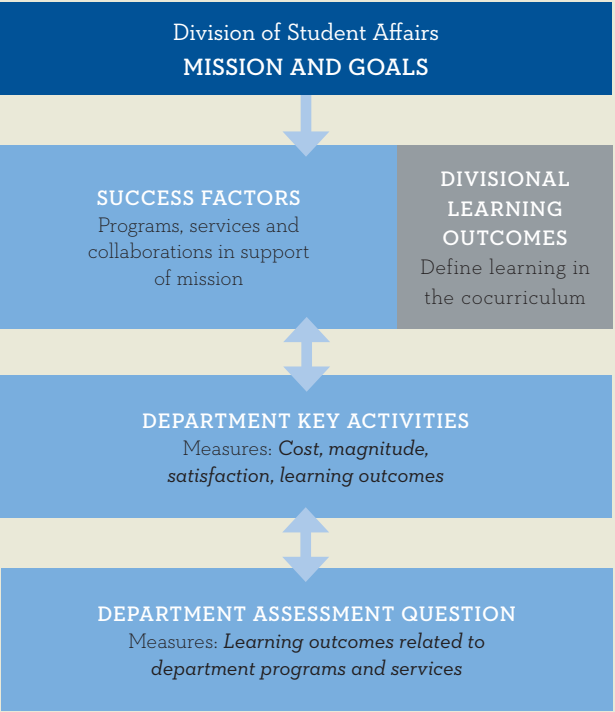 Division of Student Affairs
MISSION AND GOALS
SUCCESS FACTORS
Programs, services and
collaborations in support
of mission
DIVISIONAL
LEARNING
OUTCOMES
Define learning in
the cocurriculum
DEPARTMENT KEY ACTIVITIES
Measures: Cost, magnitude,
satisfaction, learning outcomes
DEPARTMENT ASSESSMENT QUESTION
Measures: Learning outcomes related to
department programs and services